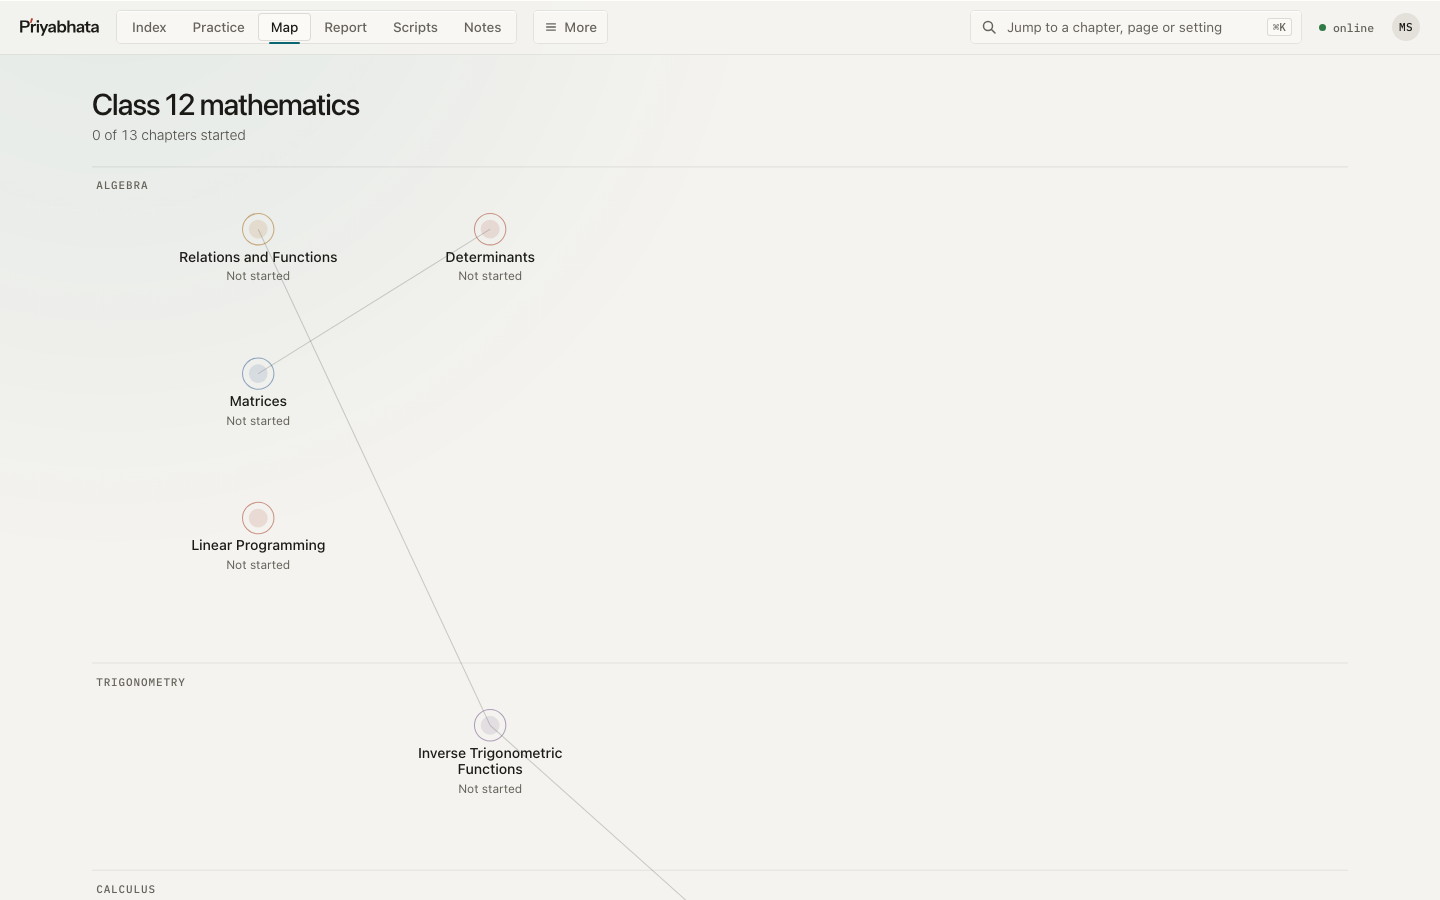 Priyabhata
Index
Practice
Map
Report
Scripts
Notes
More
Jump to a chapter, page or setting
⌘K
online
MS
Class 12 mathematics
0 of 13 chapters started
ALGEBRA
Relations and Functions
Not started
Determinants
Not started
Matrices
Not started
Linear Programming
Not started
TRIGONOMETRY
Inverse Trigonometric
Functions
Not started
CALCULUS